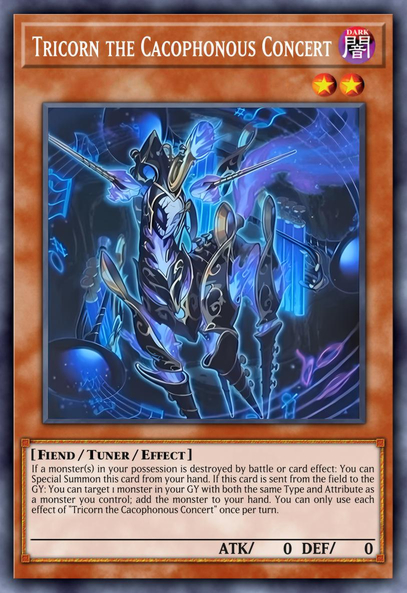 Tricorn the Cacophonous Concert
DARK
闇
[Fiend / Tuner / Effect]
If a monster(s) in your possession is destroyed by battle or card effect: You can
Special Summon this card from your hand. If this card is sent from the field to the
GY: You can target 1 monster in your GY with both the same Type and Attribute as
a monster you control; add the monster to your hand. You can only use each
effect of "Tricorn the Cacophonous Concert" once per turn.
ATK/ 0 DEF/ 0